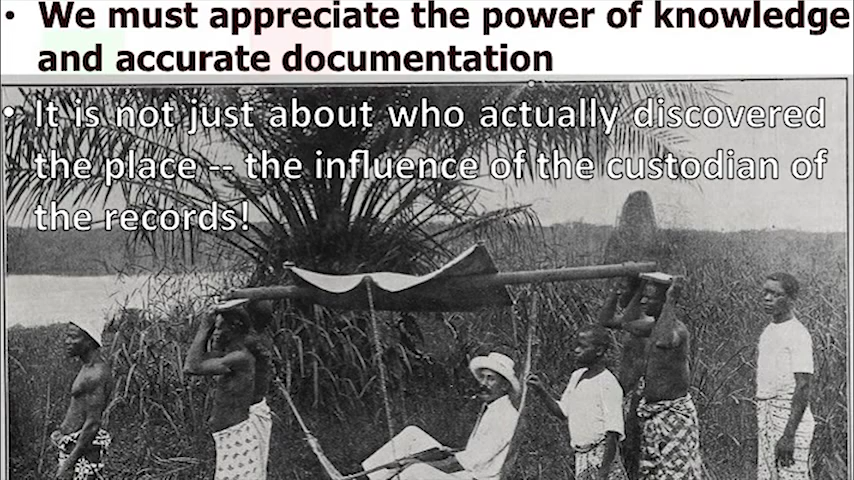 • We must appreciate the power of knowledge
and accurate documentation
• It is not just about who actually discovered
the place -- the influence of the custodian of
the records!